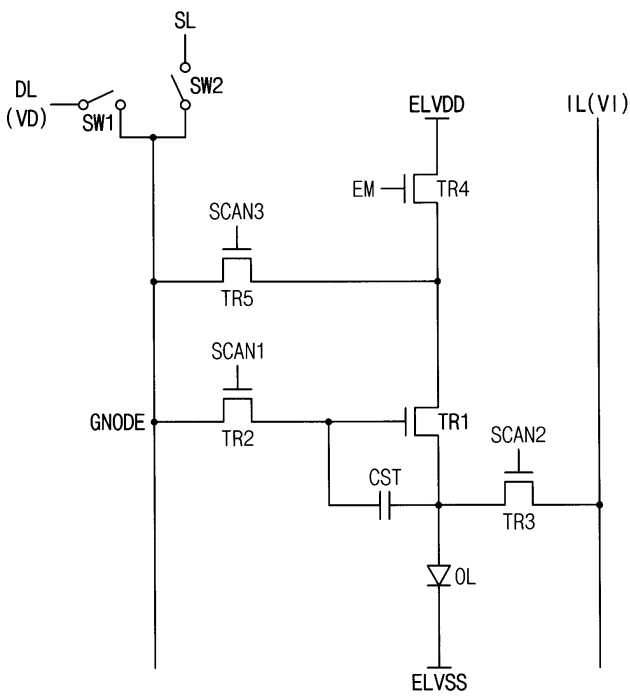 SL
DL
(VD)
SW1
SW2
ELVDD
IL(VI)
EM
TR4
SCAN3
TR5
SCAN1
GNODE
TR2
TR1
SCAN2
CST
TR3
OL
ELVSS